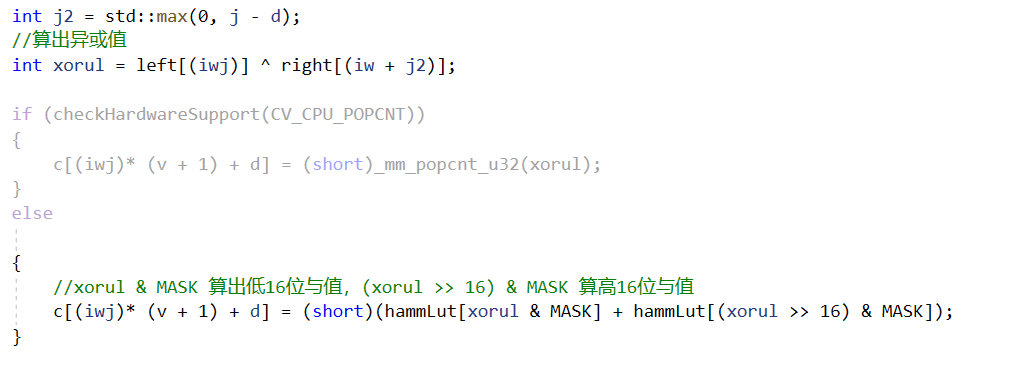 int j2 = std::max(0, j - d);
//算出异或值
int xorul = left[(iwj)] ^ right[(iw + j2)];
if (checkHardwareSupport(CV_CPU_POPCNT))
{
c[(iwj)* (v + 1) + d] = (short)_mm_popcnt_u32(xorul);
}
else
{
//xorul & MASK 算出低16位与值，(xorul >> 16) & MASK 算高16位与值
c[(iwj)* (v + 1) + d] = (short)(hammLut[xorul & MASK] + hammLut[(xorul >> 16) & MASK]);
}